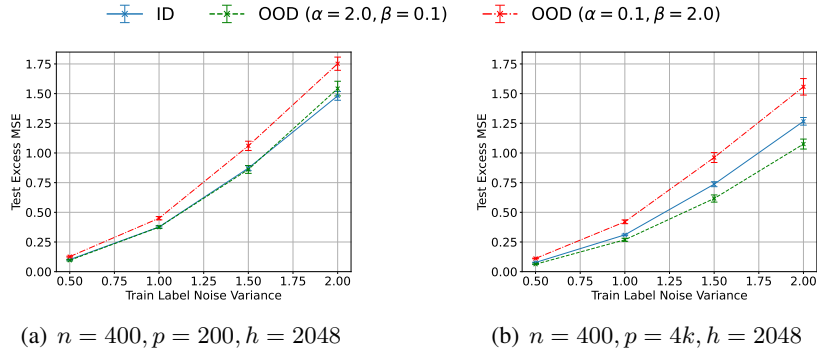 ID OOD (α = 2.0, β = 0.1) OOD (α = 0.1, β = 2.0)
Test Excess MSE
1.75
1.50
1.25
1.00
0.75
0.50
0.25
0.00
0.50 0.75 1.00 1.25 1.50 1.75 2.00
Train Label Noise Variance
(a) n = 400, p = 200, h = 2048
Test Excess MSE
1.75
1.50
1.25
1.00
0.75
0.50
0.25
0.00
0.50 0.75 1.00 1.25 1.50 1.75 2.00
Train Label Noise Variance
(b) n = 400, p = 4k, h = 2048